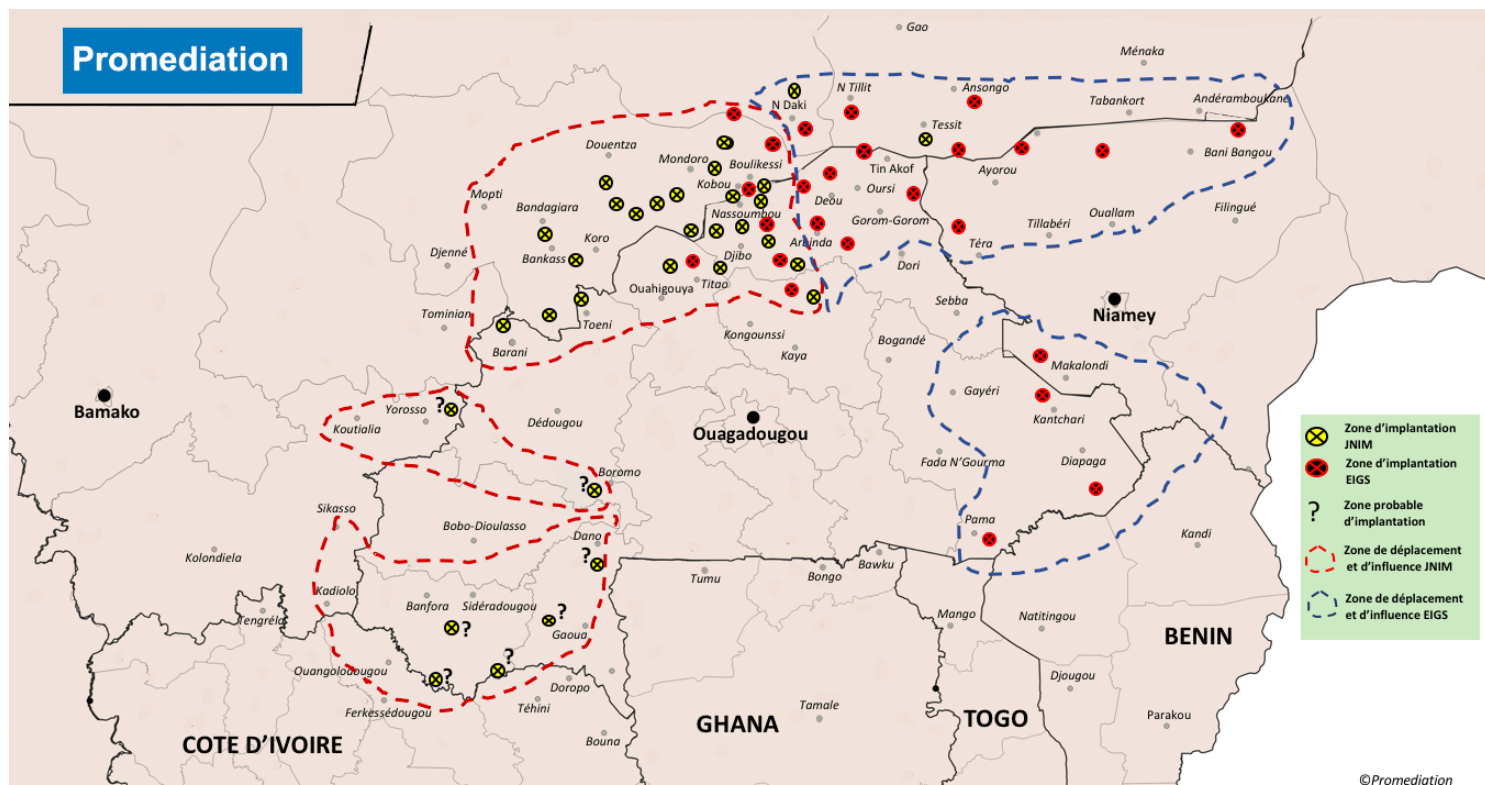 Promediation
Gao
Ménaka
N Tillit
Ansongo
Tabankort
Andéramboukane
N Daki
Tessit
Douentza
Mondoro
Boulikessi
Tin Akof
Bani Bangou
Kobou
Ayorou
Mopti
Oursi
Deou
Bandagiara
Nassoumbou
Gorom-Gorom
Ouallam
Filingué
Tillabéri
Koro
Arbinda
Djenné
Bankass
Djibo
Téra
Dori
Titao
Ouahigouya
Sebba
Tominian
Toeni
Niamey
Kongounssi
Bogandé
Barani
Kaya
Makalondi
Gayéri
Bamako
Yorosso
?
Kantchari
Koutialia
Dédougou
Ouagadougou
Fada N'Gourma
Diapaga
Boromo
?
Sikasso
Bobo-Dioulasso
Pama
Dano
Kandi
Kolondiela
?
Bawku
Bongo
Tumu
Kadiolo
Banfora
Sidéradougou
?
Tengréla
Mango
Natitingou
?
Gaoua
BENIN
?
Ouangolodougou
?
Doropo
Djougou
Téhini
Ferkessédougou
Tamale
Parakou
GHANA
TOGO
COTE D'IVOIRE
Bouna
Zone d'implantation
JNIM
Zone d'implantation
EIGS
?
Zone probable
d'implantation
Zone de déplacement
et d'influence JNIM
Zone de déplacement
et d'influence EIGS
©Promediation